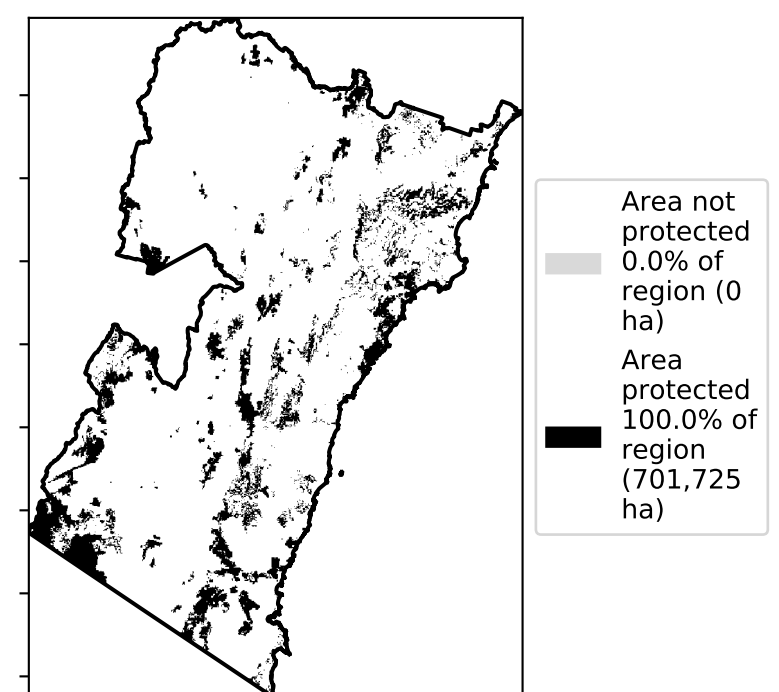 Area not
protected
0.0% of
region (0
ha)
Area
protected
100.0% of
region
(701,725
ha)